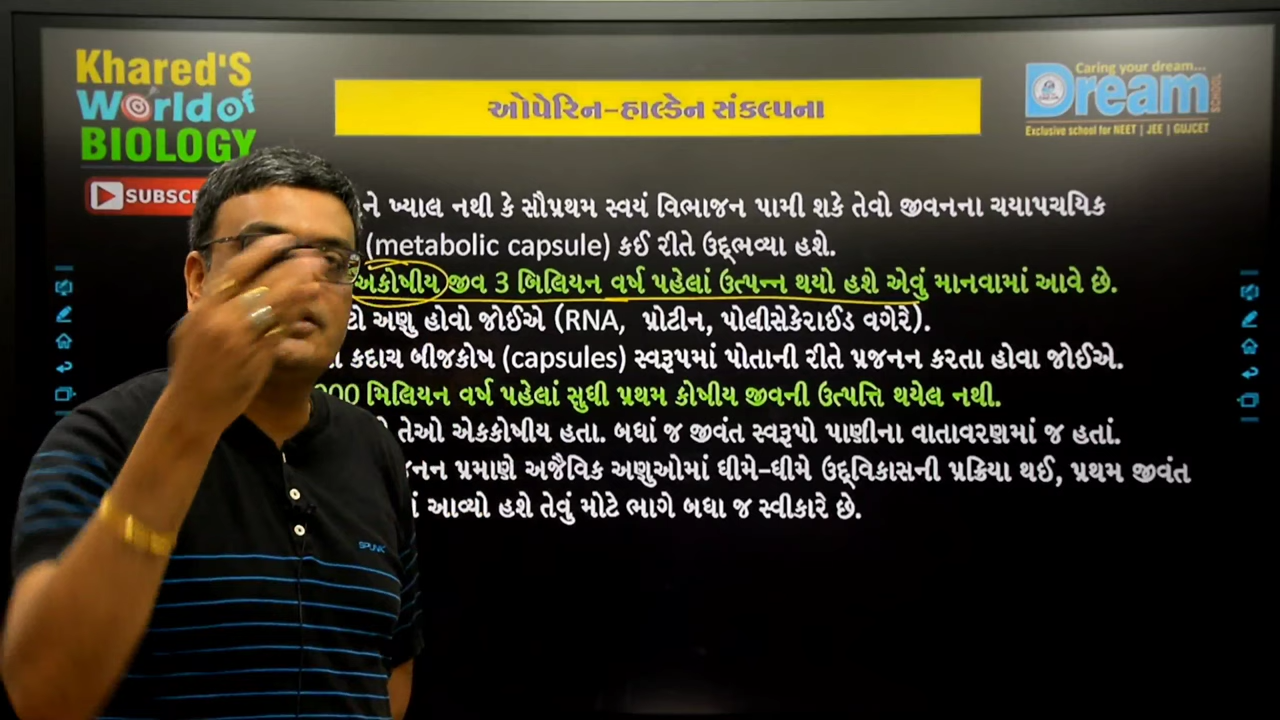 Khared'S
World of
BIOLOGY
ઓપેરિન-હાલ્ડેન સંકલ્પના
Caring your dream...
Dream
SCHOOL
Exclusive school for NEET | JEE | GUJCET
ને ખ્યાલ નથી કે સૌપ્રથમ સ્વયં વિભાજન પામી શકે તેવો જીવનના ચયાપચયિક
(metabolic capsule) કઈ રીતે ઉદ્ભવ્યા હશે.
અકોષીય જીવ 3 બિલિયન વર્ષ પહેલાં ઉત્પન્ન થયો હશે એવું માનવામાં આવે છે.
અણુ હોવો જોઈએ (RNA, પ્રોટીન, પોલીસેકેરાઈડ વગેરે).
કદાચ બીજકોષ (capsules) સ્વરૂપમાં પોતાની રીતે પ્રજનન કરતા હોવા જોઈએ.
મિલિયન વર્ષ પહેલાં સુધી પ્રથમ કોષીય જીવની ઉત્પત્તિ થયેલ નથી.
તેઓ એકકોષીય હતા. બધાં જ જીવંત સ્વરૂપો પાણીના વાતાવરણમાં જ હતાં.
પ્રમાણે અજૈવિક અણુઓમાં ધીમે-ધીમે ઉદ્વિકાસની પ્રક્રિયા થઈ, પ્રથમ જીવંત
આવ્યો હશે તેવું મોટે ભાગે બધા જ સ્વીકારે છે.
SPUNK